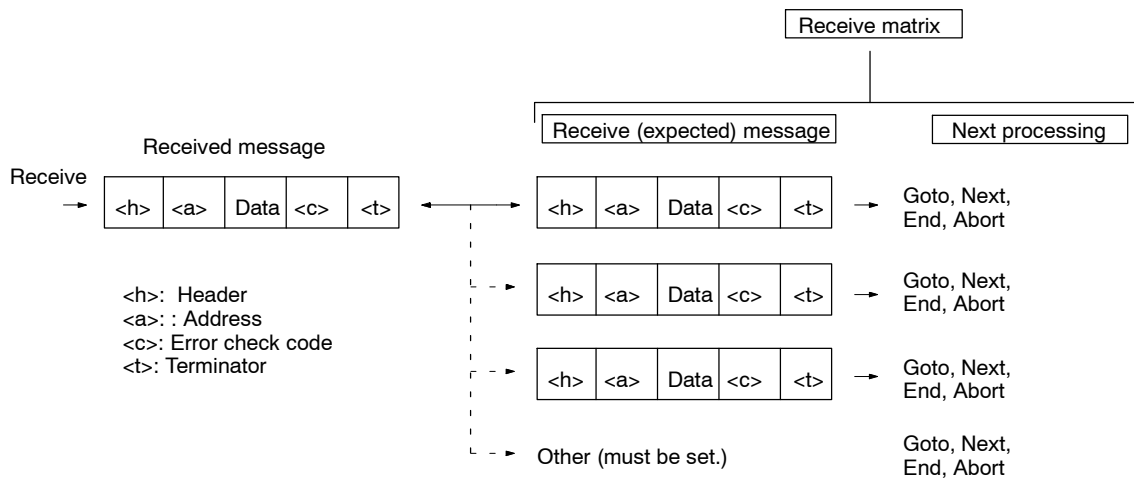 Receive matrix
Receive (expected) message
Next processing
Received message
Receive
<h> <a> Data <c> <t>
<h> <a> Data <c> <t>
Goto, Next,
End, Abort
<h>: Header
<a>: : Address
<c>: Error check code
<t>: Terminator
<h> <a> Data <c> <t>
Goto, Next,
End, Abort
<h> <a> Data <c> <t>
Goto, Next,
End, Abort
Other (must be set.)
Goto, Next,
End, Abort